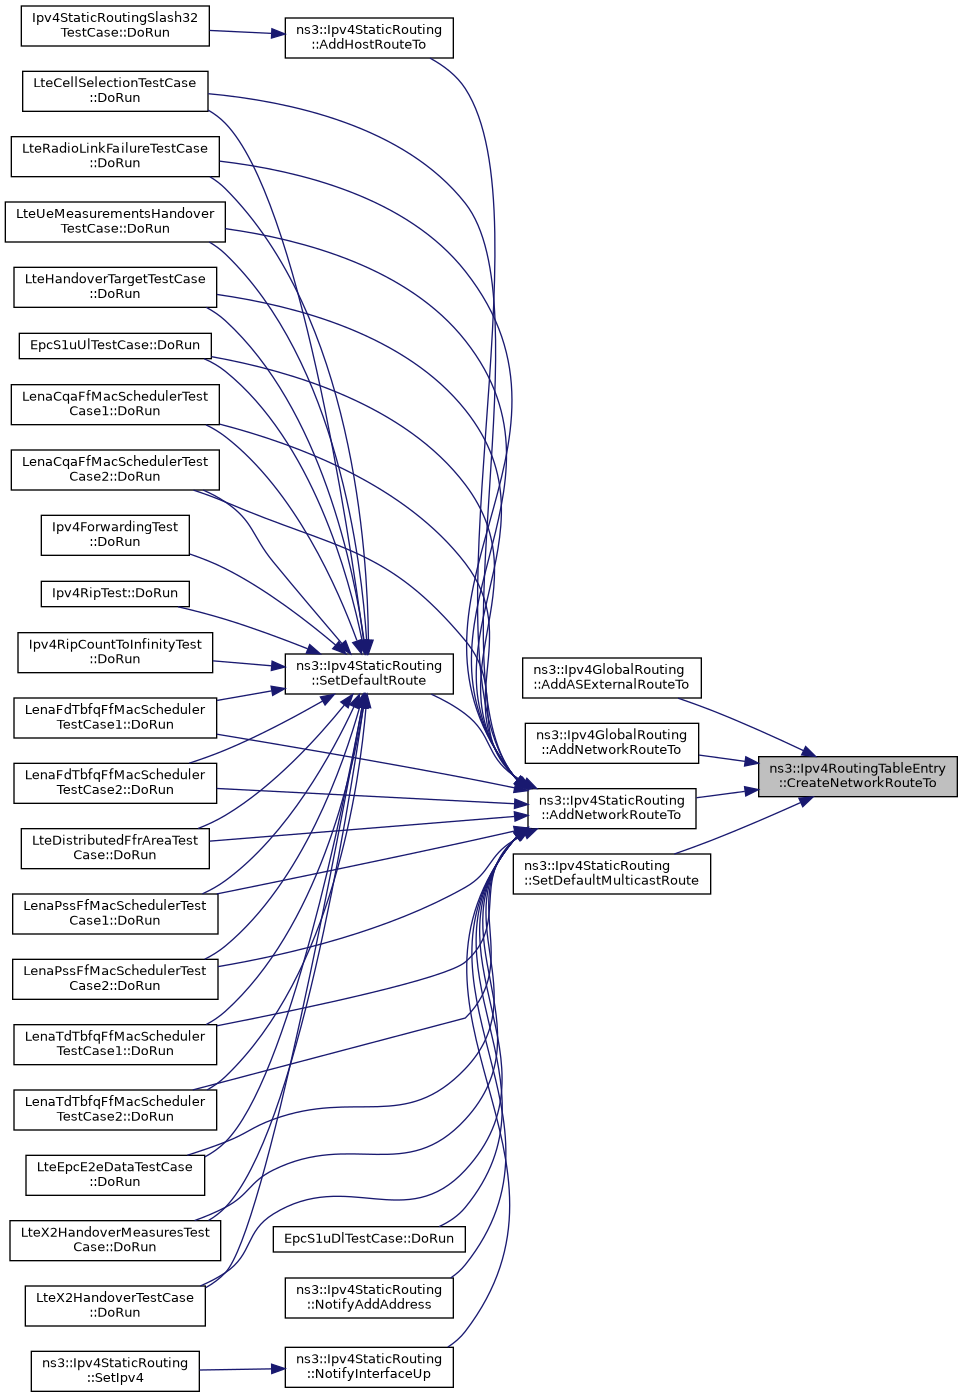 Ipv4StaticRoutingSlash32
TestCase::DoRun
ns3::Ipv4StaticRouting
::AddHostRouteTo
LteCellSelectionTestCase
::DoRun
LteRadioLinkFailureTestCase
::DoRun
LteUeMeasurementsHandover
TestCase::DoRun
LteHandoverTargetTestCase
::DoRun
EpcS1uUlTestCase::DoRun
LenaCqaFfMacSchedulerTest
Case1::DoRun
LenaCqaFfMacSchedulerTest
Case2::DoRun
Ipv4ForwardingTest
::DoRun
Ipv4RipTest::DoRun
Ipv4RipCountToInfinityTest
::DoRun
ns3::Ipv4StaticRouting
::SetDefaultRoute
ns3::Ipv4GlobalRouting
::AddASExternalRouteTo
LenaFdTbfqFfMacScheduler
TestCase1::DoRun
ns3::Ipv4GlobalRouting
::AddNetworkRouteTo
LenaFdTbfqFfMacScheduler
TestCase2::DoRun
ns3::Ipv4RoutingTableEntry
::CreateNetworkRouteTo
ns3::Ipv4StaticRouting
::AddNetworkRouteTo
LteDistributedFfrAreaTest
Case::DoRun
ns3::Ipv4StaticRouting
::SetDefaultMulticastRoute
LenaPssFfMacSchedulerTest
Case1::DoRun
LenaPssFfMacSchedulerTest
Case2::DoRun
LenaTdTbfqFfMacScheduler
TestCase1::DoRun
LenaTdTbfqFfMacScheduler
TestCase2::DoRun
LteEpcE2eDataTestCase
::DoRun
LteX2HandoverMeasuresTest
Case::DoRun
EpcS1uDlTestCase::DoRun
LteX2HandoverTestCase
::DoRun
ns3::Ipv4StaticRouting
::NotifyAddAddress
ns3::Ipv4StaticRouting
::SetIpv4
ns3::Ipv4StaticRouting
::NotifyInterfaceUp